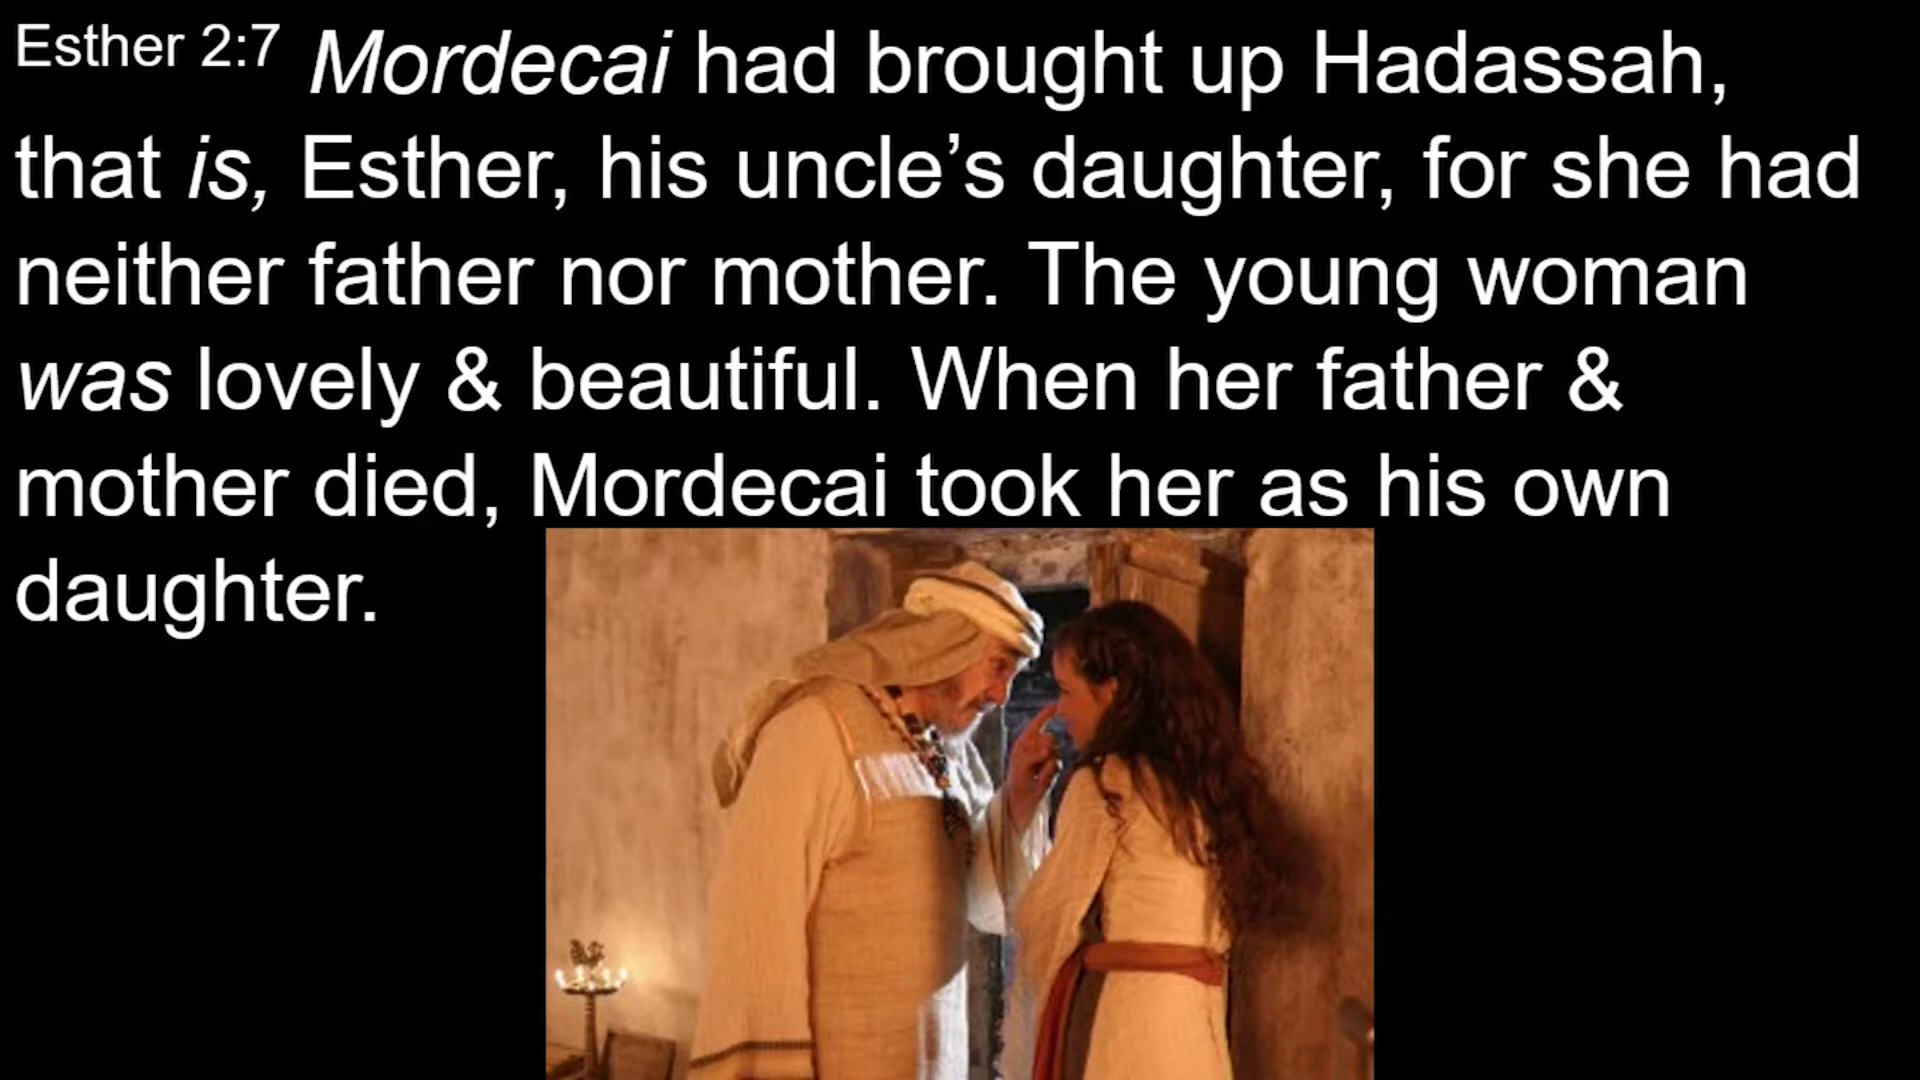 Esther 2:7 Mordecai had brought up Hadassah,
that is, Esther, his uncle’s daughter, for she had
neither father nor mother. The young woman
was lovely & beautiful. When her father &
mother died, Mordecai took her as his own
daughter.